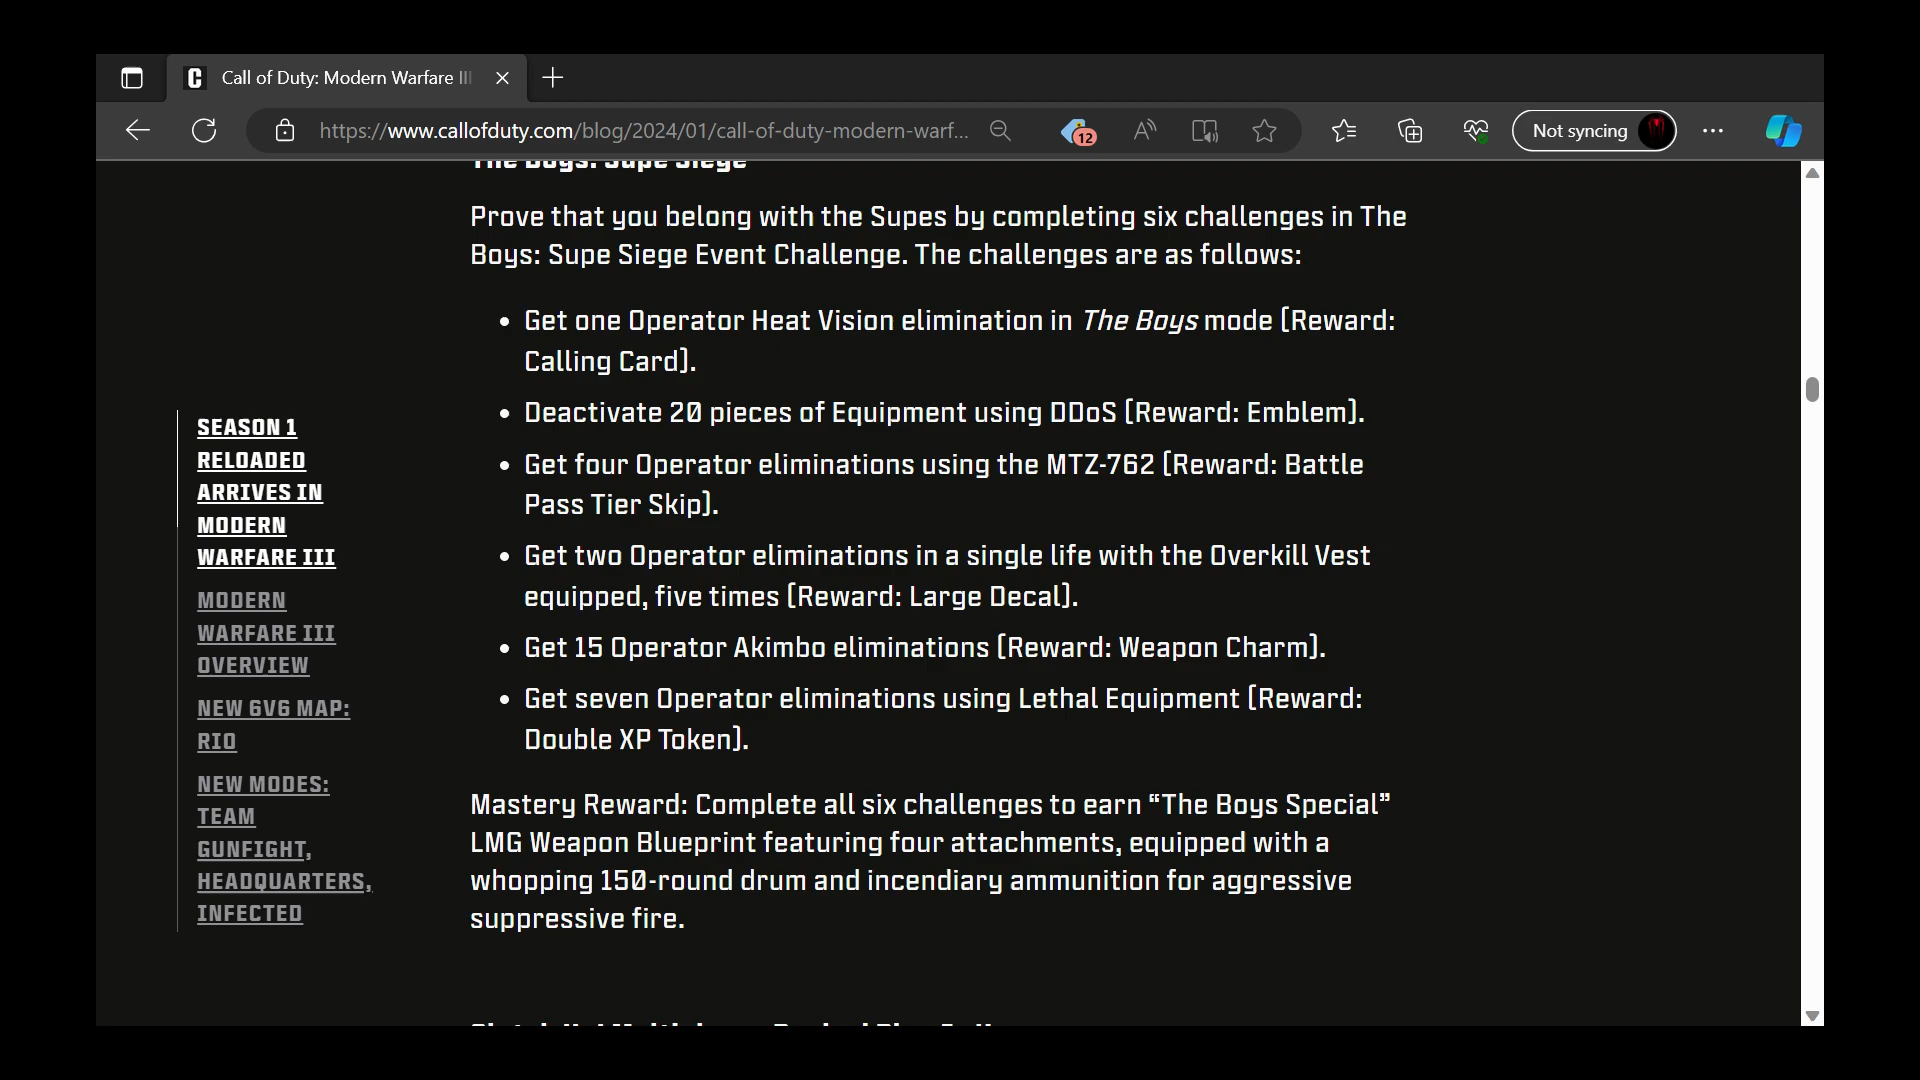 Call of Duty: Modern Warfare III
https://www.callofduty.com/blog/2024/01/call-of-duty-modern-warf...
12
Not syncing
The Boys: Supe Siege
Prove that you belong with the Supes by completing six challenges in The
Boys: Supe Siege Event Challenge. The challenges are as follows:
• Get one Operator Heat Vision elimination in The Boys mode [Reward:
Calling Card].
• Deactivate 20 pieces of Equipment using DDoS [Reward: Emblem].
• Get four Operator eliminations using the MTZ-762 [Reward: Battle
Pass Tier Skip].
• Get two Operator eliminations in a single life with the Overkill Vest
equipped, five times [Reward: Large Decal].
• Get 15 Operator Akimbo eliminations [Reward: Weapon Charm].
• Get seven Operator eliminations using Lethal Equipment [Reward:
Double XP Token].
Mastery Reward: Complete all six challenges to earn “The Boys Special”
LMG Weapon Blueprint featuring four attachments, equipped with a
whopping 150-round drum and incendiary ammunition for aggressive
suppressive fire.
SEASON 1
RELOADED
ARRIVES IN
MODERN
WARFARE III
MODERN
WARFARE III
OVERVIEW
NEW 6V6 MAP:
RIO
NEW MODES:
TEAM
GUNFIGHT,
HEADQUARTERS,
INFECTED